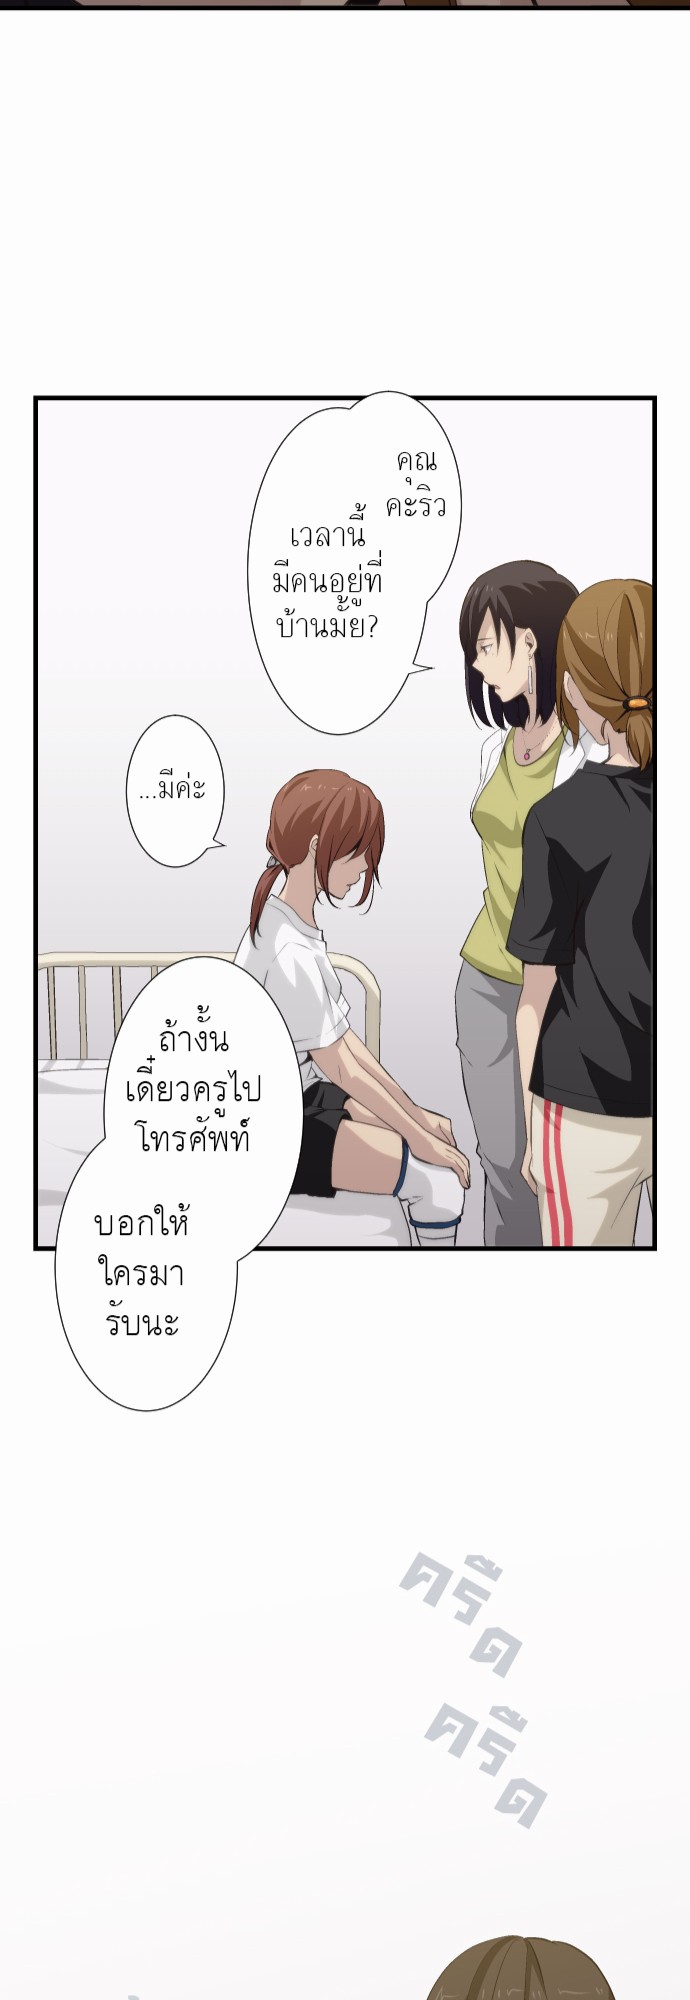 คุณ
คะริว
เวลานี้
มีคนอยู่ที่
บ้านมั้ย?
...มีค่ะ
ถ้างั้น
เดี๋ยวครูไป
โทรศัพท์
บอกให้
ใครมา
รับนะ
ครืด
ครืด